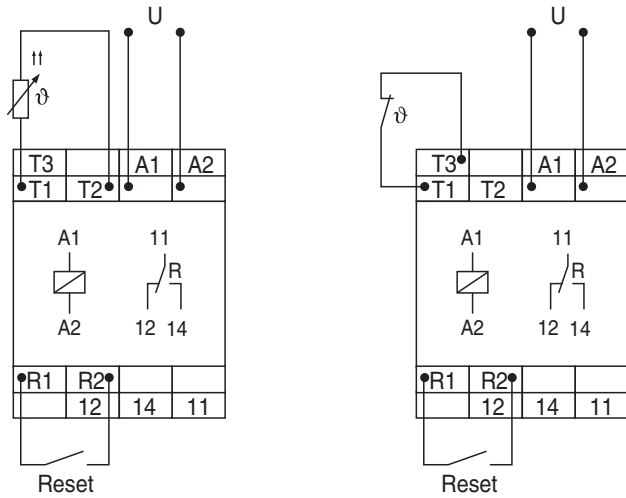 U
↑↑
ϑ
T3 A1 A2
T1 T2
A1 11
R
A2 12 14
R1 R2
12 14 11
Reset
U
ϑ
T3 A1 A2
T1 T2
A1 11
R
A2 12 14
R1 R2
12 14 11
Reset